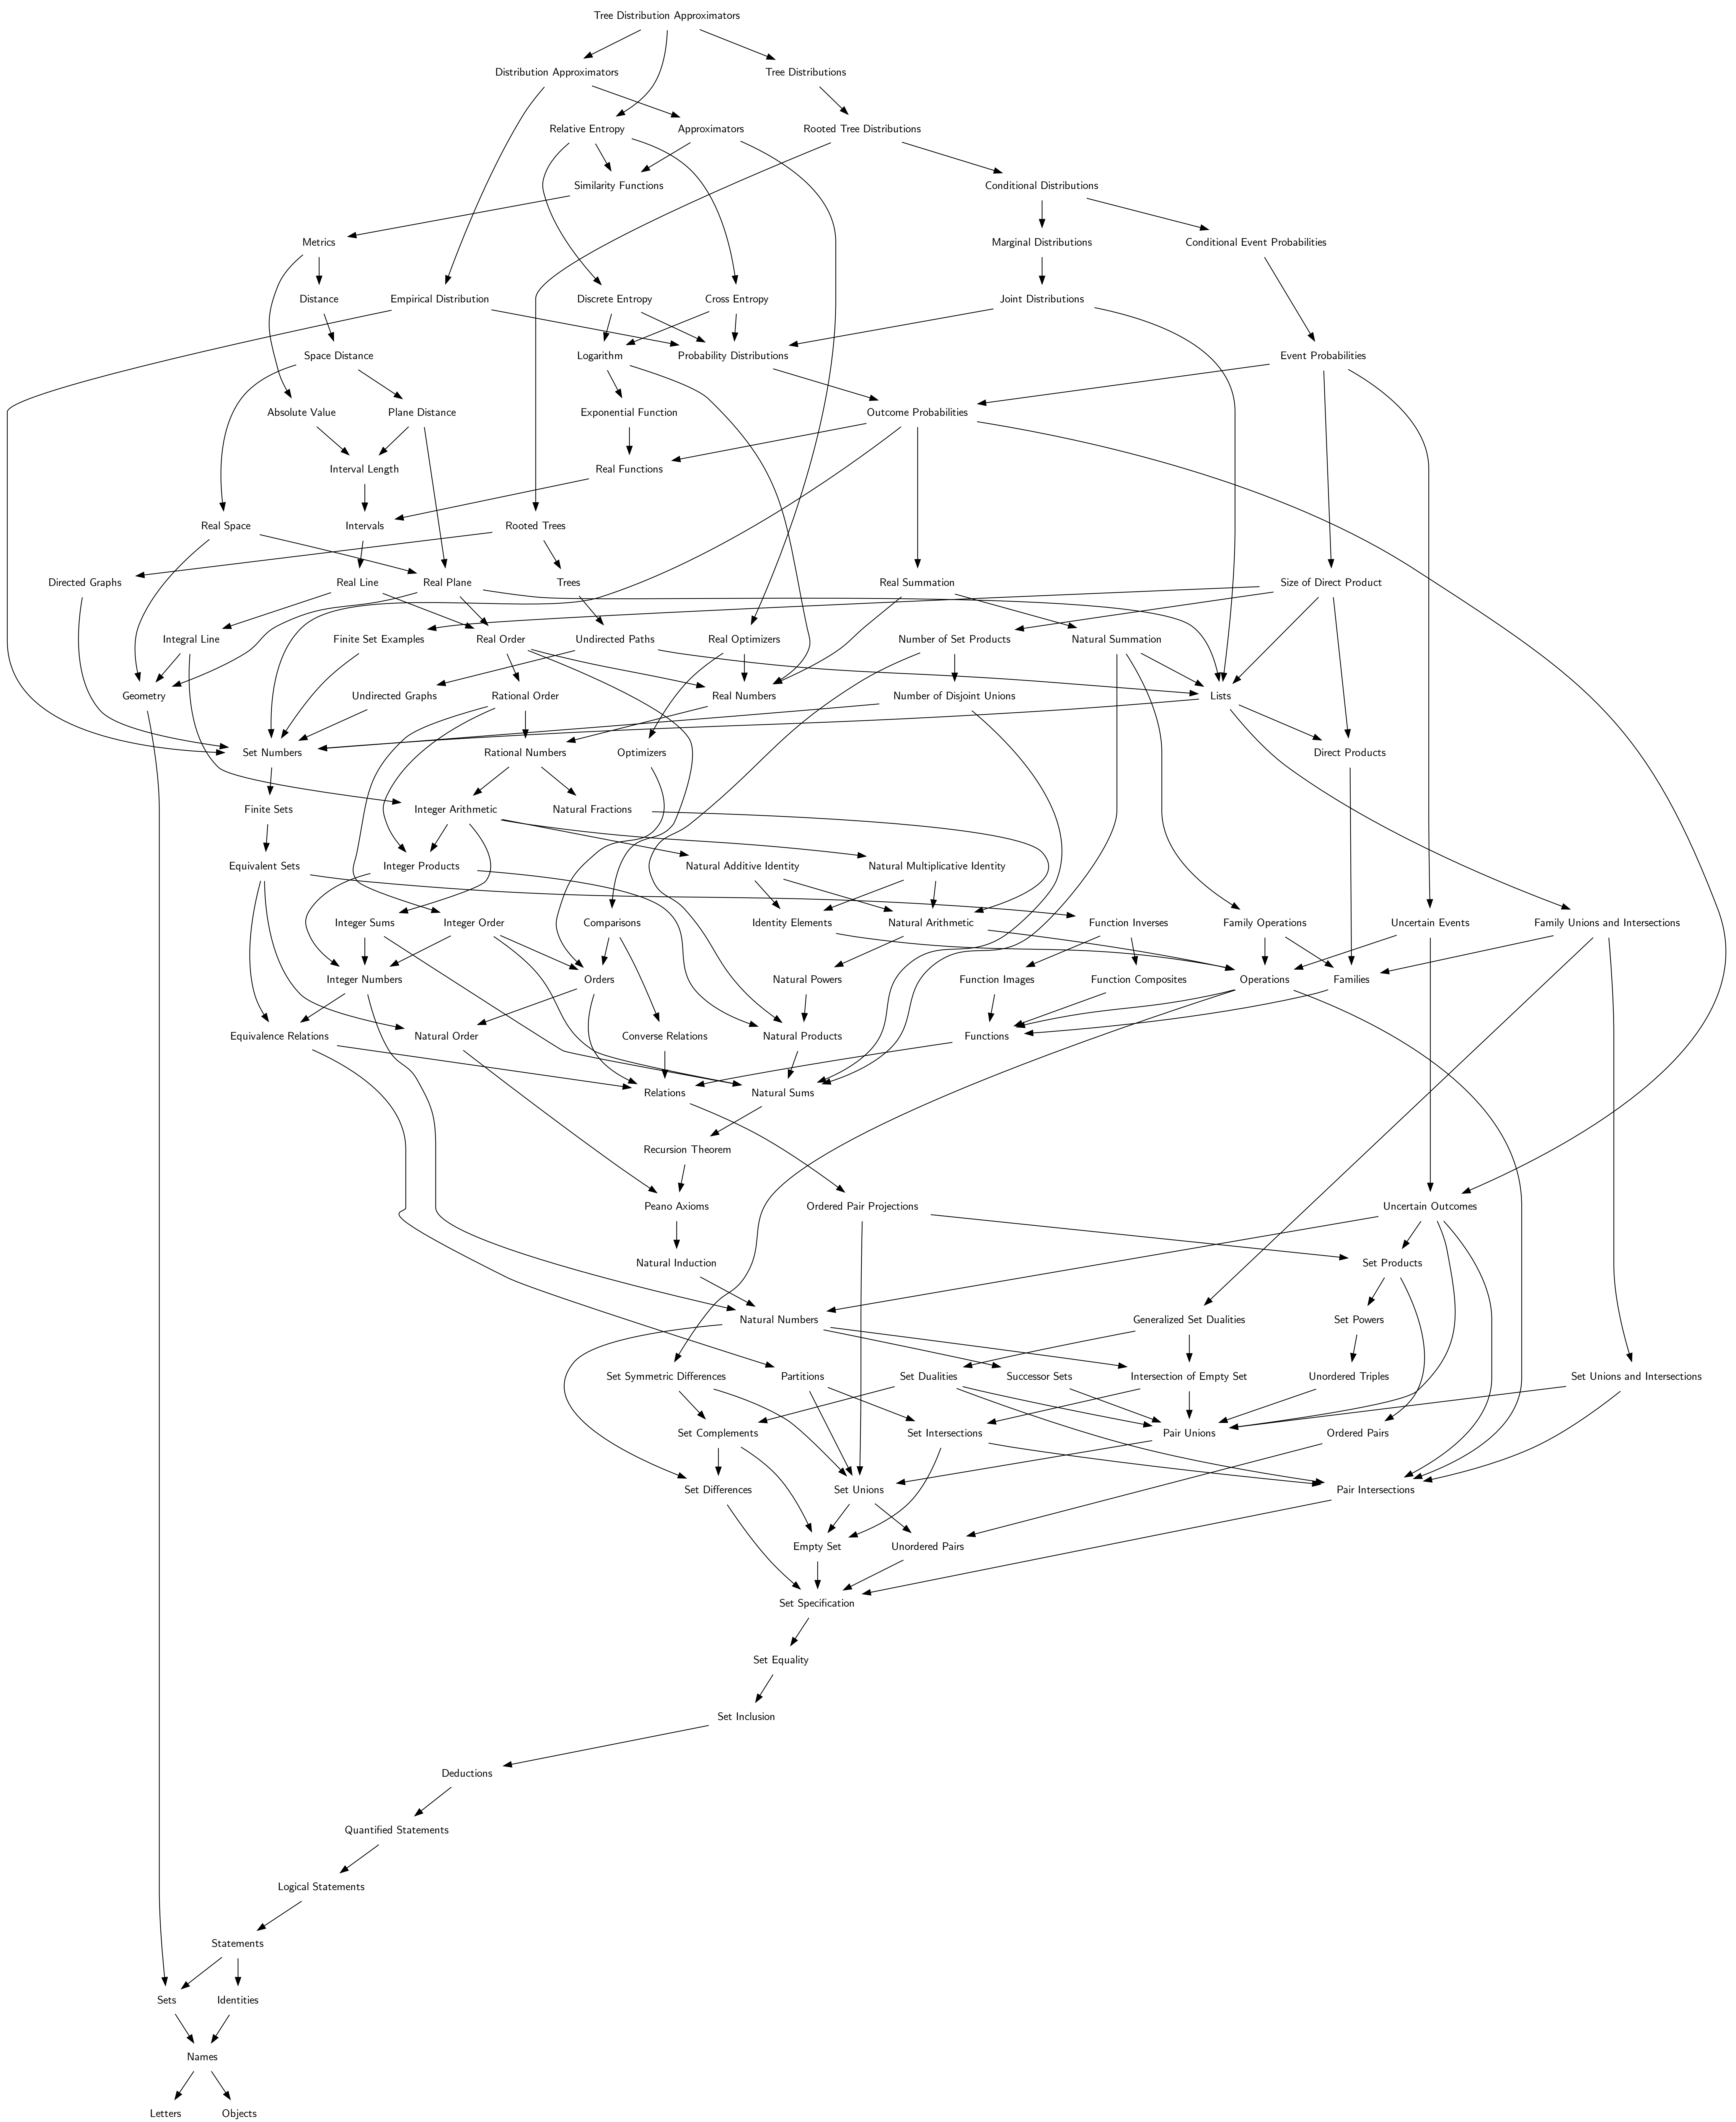 Tree Distribution Approximators
Distribution Approximators
Tree Distributions
Relative Entropy
Approximators
Rooted Tree Distributions
Similarity Functions
Conditional Distributions
Metrics
Marginal Distributions
Conditional Event Probabilities
Distance
Empirical Distribution
Discrete Entropy
Cross Entropy
Joint Distributions
Space Distance
Logarithm
Probability Distributions
Event Probabilities
Absolute Value
Plane Distance
Exponential Function
Outcome Probabilities
Interval Length
Real Functions
Real Space
Intervals
Rooted Trees
Directed Graphs
Real Line
Real Plane
Trees
Real Summation
Size of Direct Product
Integral Line
Finite Set Examples
Real Order
Undirected Paths
Real Optimizers
Number of Set Products
Natural Summation
Geometry
Undirected Graphs
Rational Order
Real Numbers
Number of Disjoint Unions
Lists
Set Numbers
Rational Numbers
Optimizers
Direct Products
Finite Sets
Integer Arithmetic
Natural Fractions
Equivalent Sets
Integer Products
Natural Additive Identity
Natural Multiplicative Identity
Integer Sums
Integer Order
Comparisons
Identity Elements
Natural Arithmetic
Function Inverses
Family Operations
Uncertain Events
Family Unions and Intersections
Integer Numbers
Orders
Natural Powers
Function Images
Function Composites
Operations
Families
Equivalence Relations
Natural Order
Converse Relations
Natural Products
Functions
Relations
Natural Sums
Recursion Theorem
Peano Axioms
Ordered Pair Projections
Uncertain Outcomes
Natural Induction
Set Products
Natural Numbers
Generalized Set Dualities
Set Powers
Set Symmetric Differences
Partitions
Set Dualities
Successor Sets
Intersection of Empty Set
Unordered Triples
Set Unions and Intersections
Set Complements
Set Intersections
Pair Unions
Ordered Pairs
Set Differences
Set Unions
Pair Intersections
Empty Set
Unordered Pairs
Set Specification
Set Equality
Set Inclusion
Deductions
Quantified Statements
Logical Statements
Statements
Sets
Identities
Names
Letters
Objects